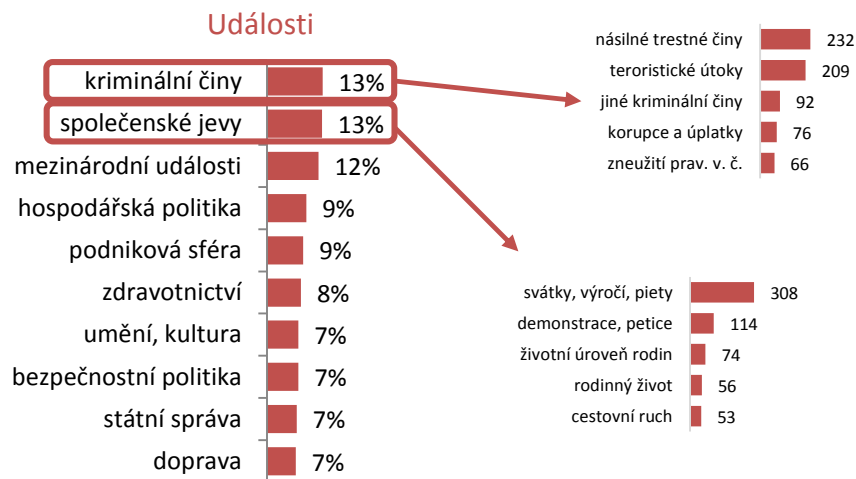 Události
kriminální činy 13%
společenské jevy 13%
mezinárodní události 12%
hospodářská politika 9%
podniková sféra 9%
zdravotnictví 8%
umění, kultura 7%
bezpečnostní politika 7%
státní správa 7%
doprava 7%
násilné trestné činy 232
teroristické útoky 209
jiné kriminální činy 92
korupce a úplatky 76
zneužití prav. v. č. 66
svátky, výročí, piety 308
demonstrace, petice 114
životní úroveň rodin 74
rodinný život 56
cestovní ruch 53